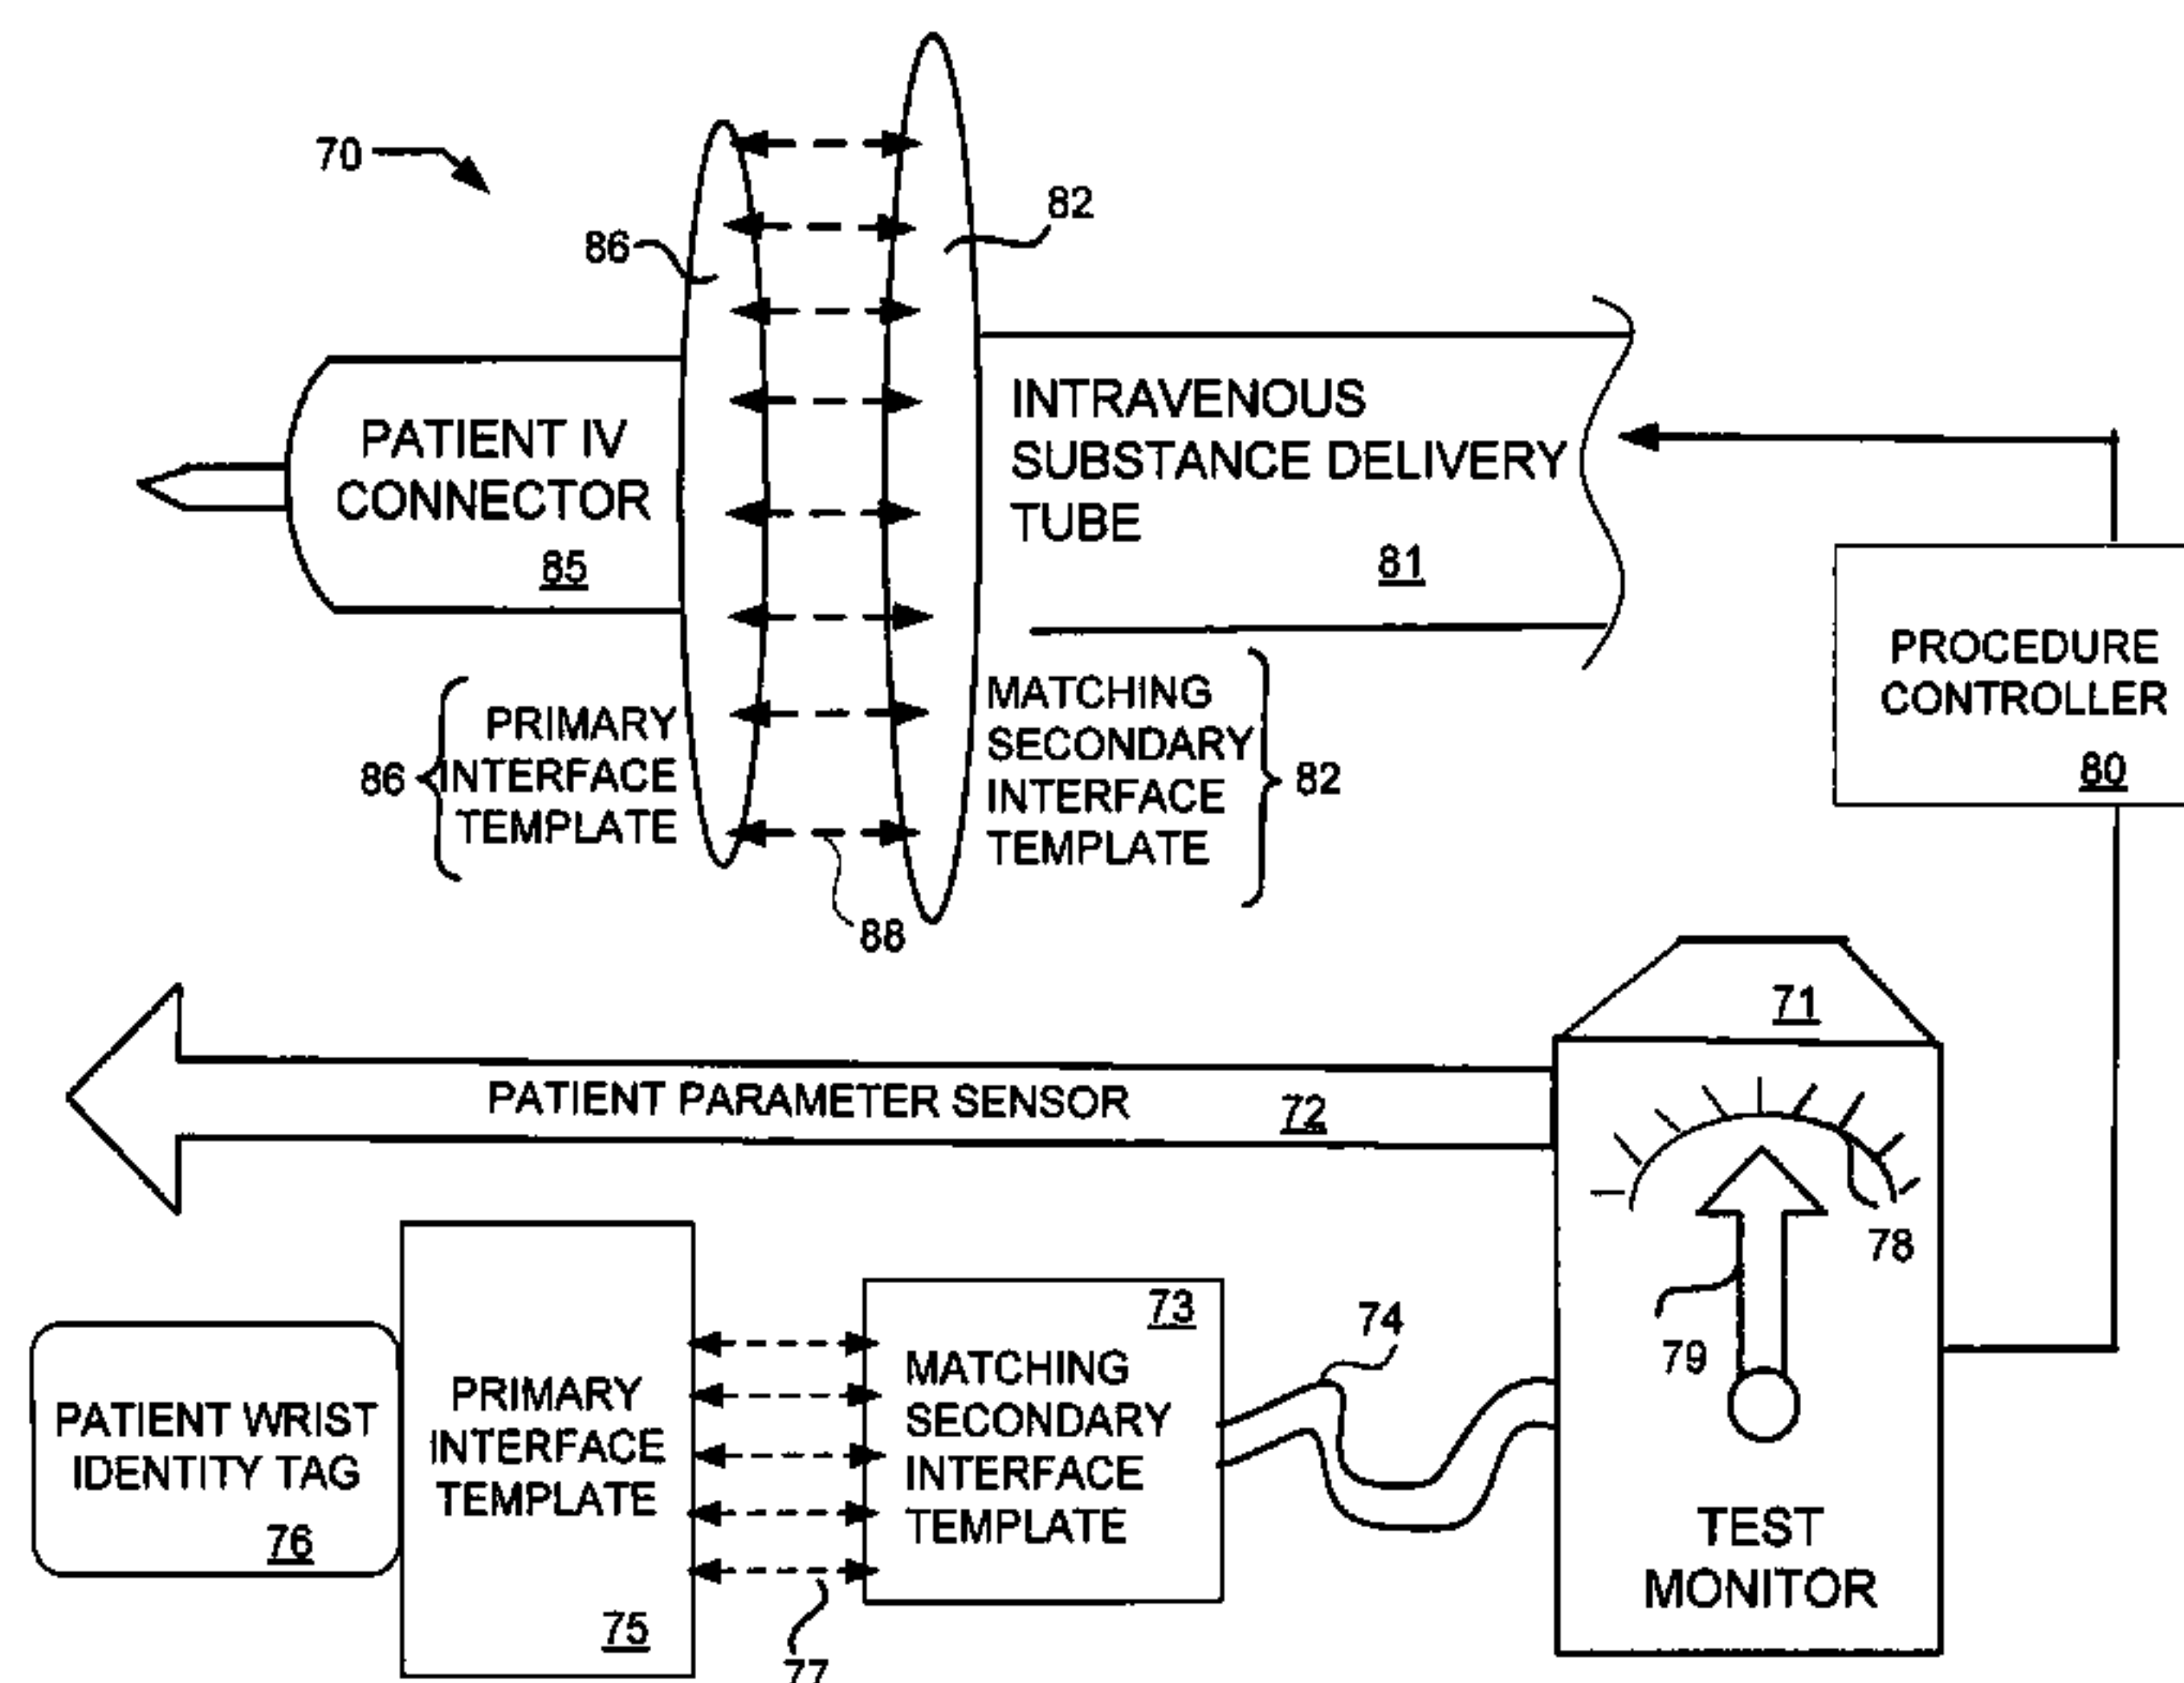 70
82
86
INTRAVENOUS
SUBSTANCE DELIVERY
TUBE
81
PATIENT IV
CONNECTOR
85
PROCEDURE
CONTROLLER
80
86
PRIMARY
INTERFACE
TEMPLATE
MATCHING
SECONDARY
INTERFACE
TEMPLATE
82
88
71
PATIENT PARAMETER SENSOR 72
78
79
TEST
MONITOR
74
73
MATCHING
SECONDARY
INTERFACE
TEMPLATE
PRIMARY
INTERFACE
TEMPLATE
75
PATIENT WRIST
IDENTITY TAG
76
77